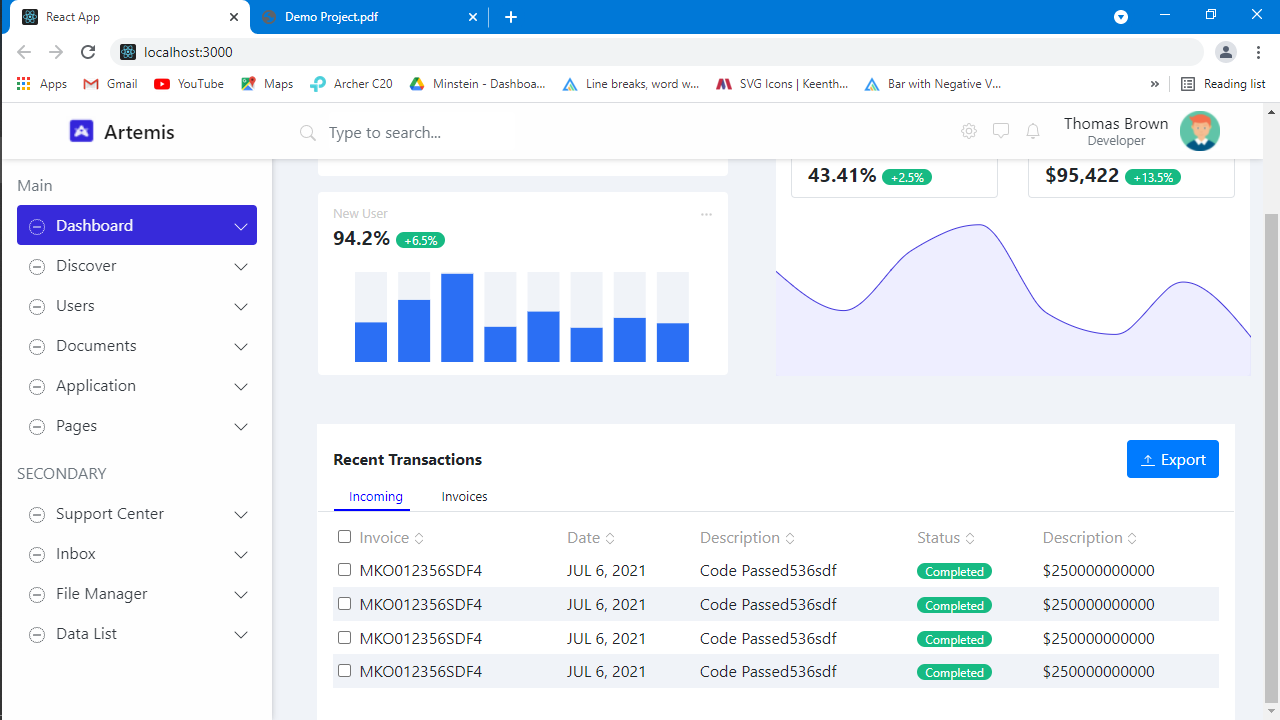 React App
Demo Project.pdf
localhost:3000
Apps
Gmail
YouTube
Maps
Archer C20
Minstein - Dashboa...
Line breaks, word w...
SVG Icons | Keenth...
Bar with Negative V...
»
Reading list
Artemis
Type to search...
Thomas Brown
Developer
Main
Dashboard
Discover
Users
Documents
Application
Pages
SECONDARY
Support Center
Inbox
File Manager
Data List
43.41% +2.5%
$95,422 +13.5%
New User
94.2% +6.5%
Recent Transactions
Export
Incoming Invoices
Invoice Date Description Status Description
MKO012356SDF4 JUL 6, 2021 Code Passed536sdf Completed $250000000000
MKO012356SDF4 JUL 6, 2021 Code Passed536sdf Completed $250000000000
MKO012356SDF4 JUL 6, 2021 Code Passed536sdf Completed $250000000000
MKO012356SDF4 JUL 6, 2021 Code Passed536sdf Completed $250000000000